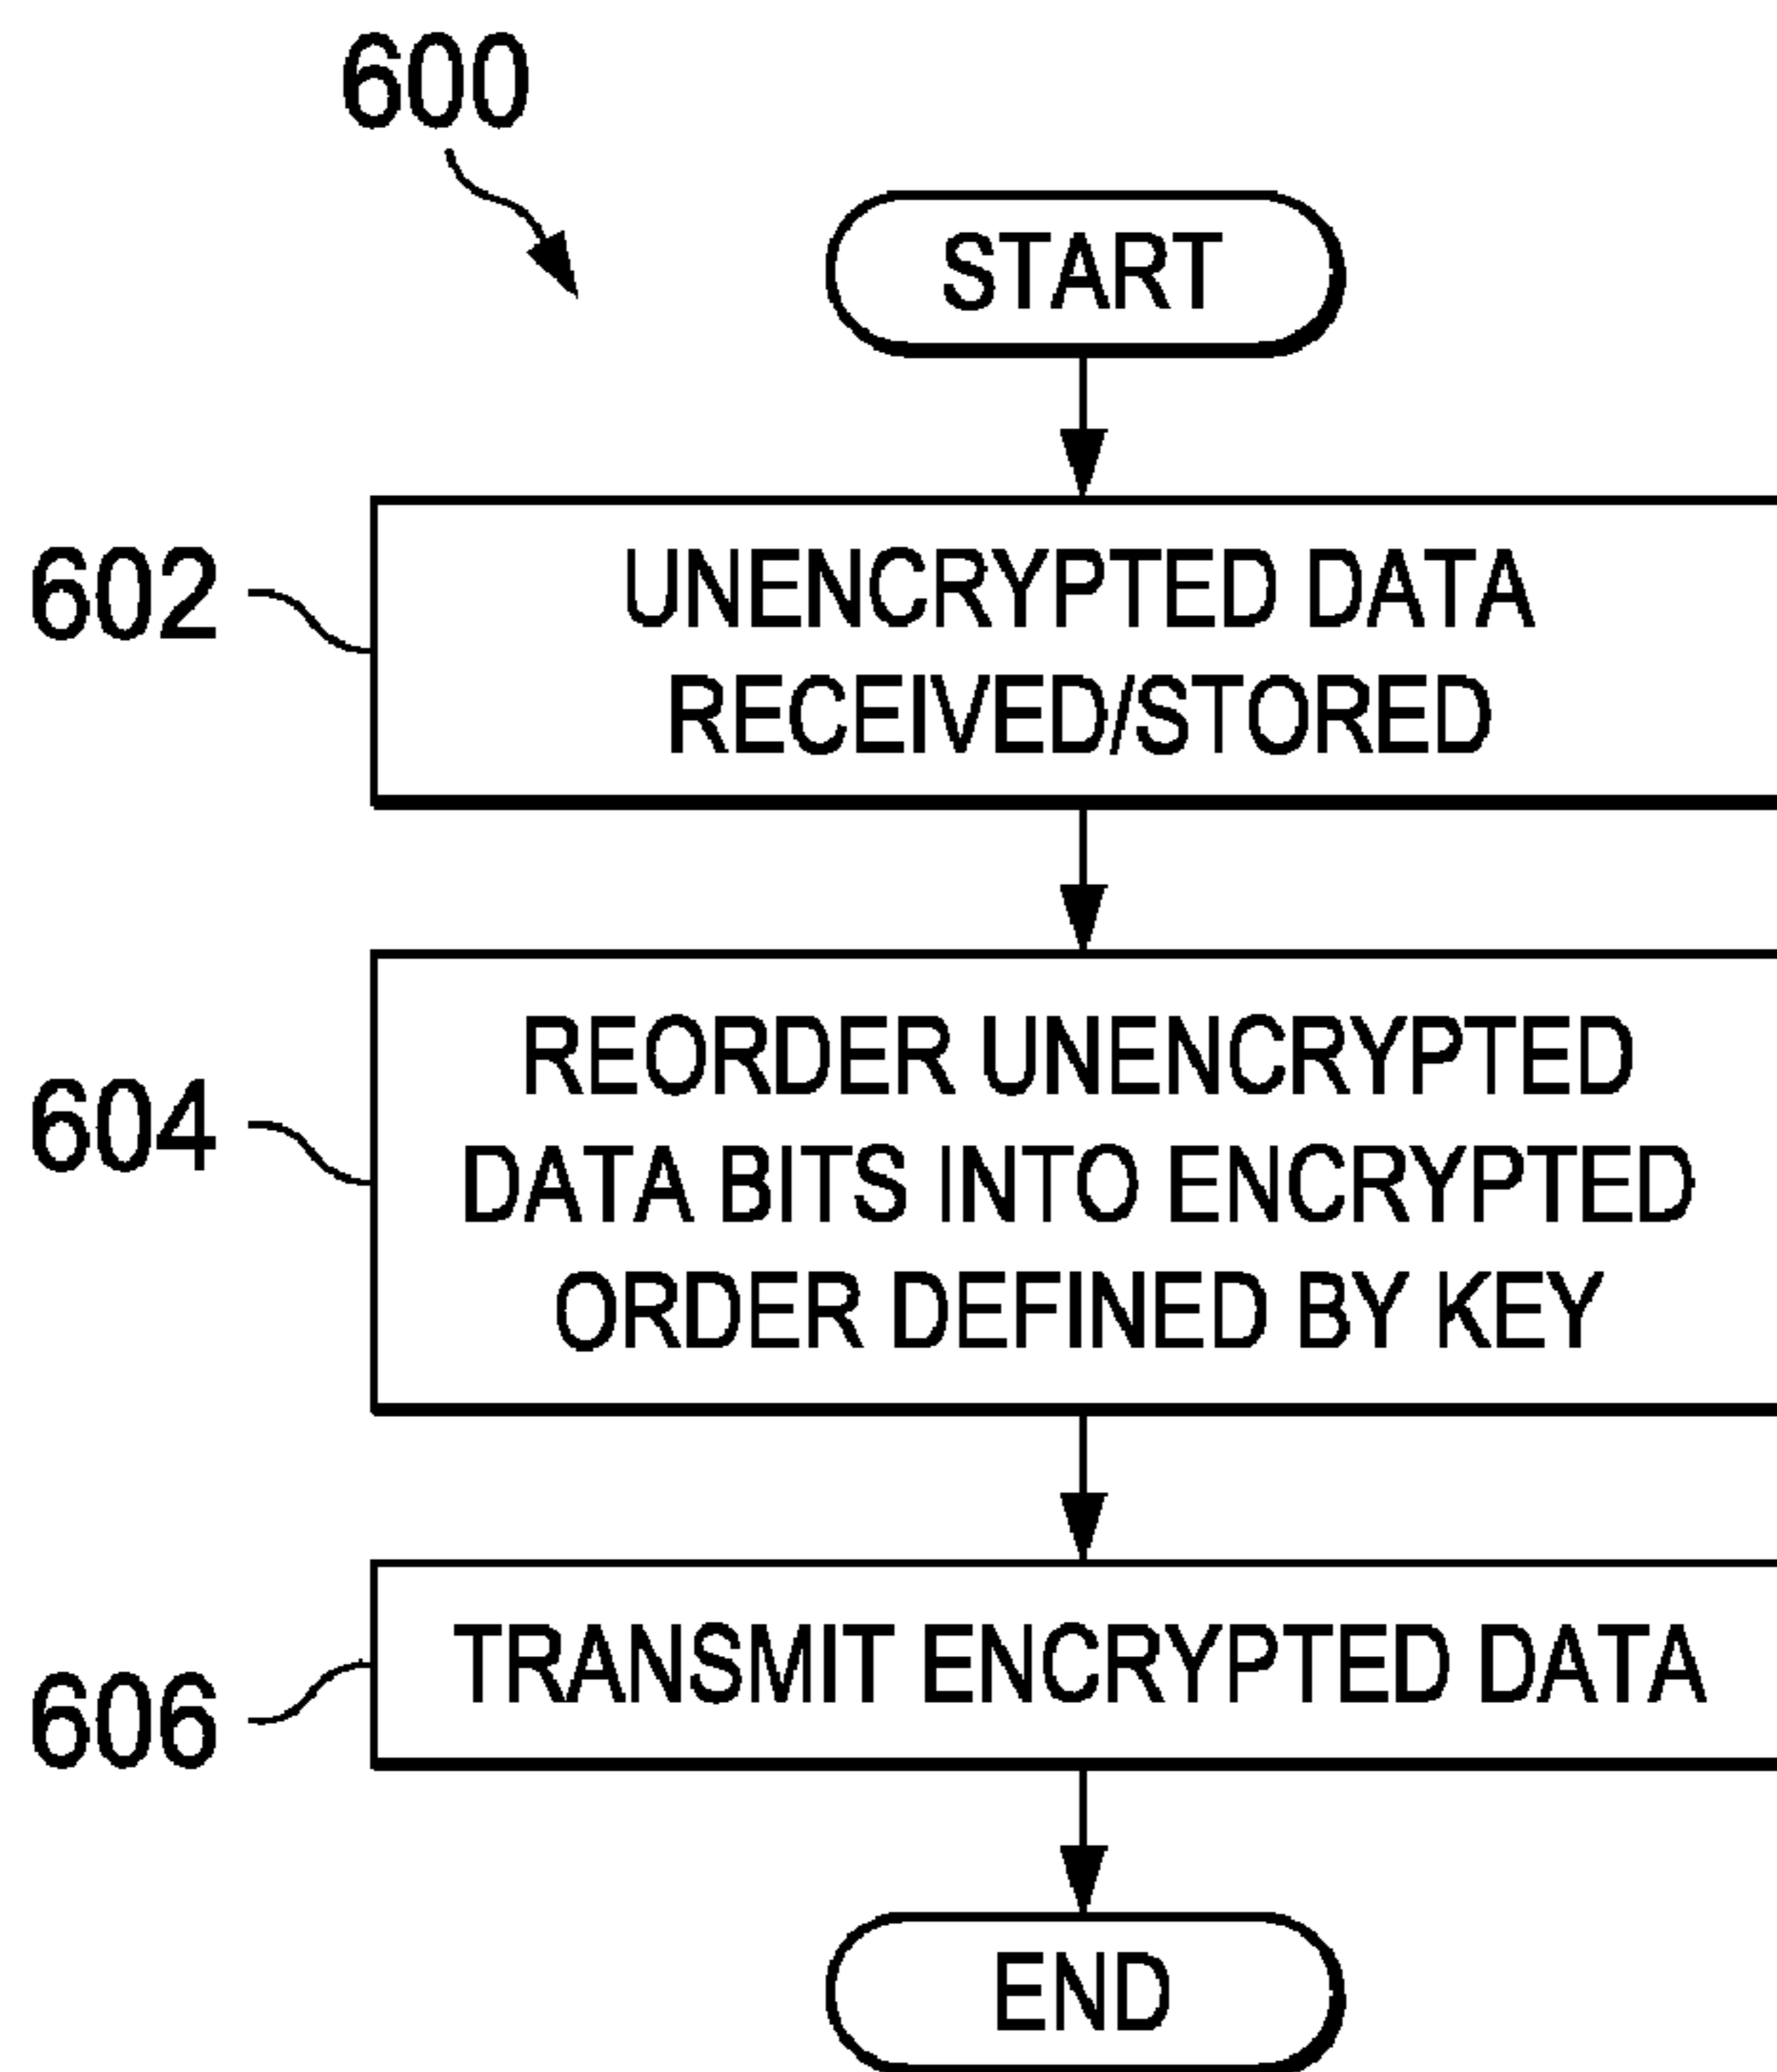 600
START
602
UNENCRYPTED DATA
RECEIVED/STORED
604
REORDER UNENCRYPTED
DATA BITS INTO ENCRYPTED
ORDER DEFINED BY KEY
606
TRANSMIT ENCRYPTED DATA
END